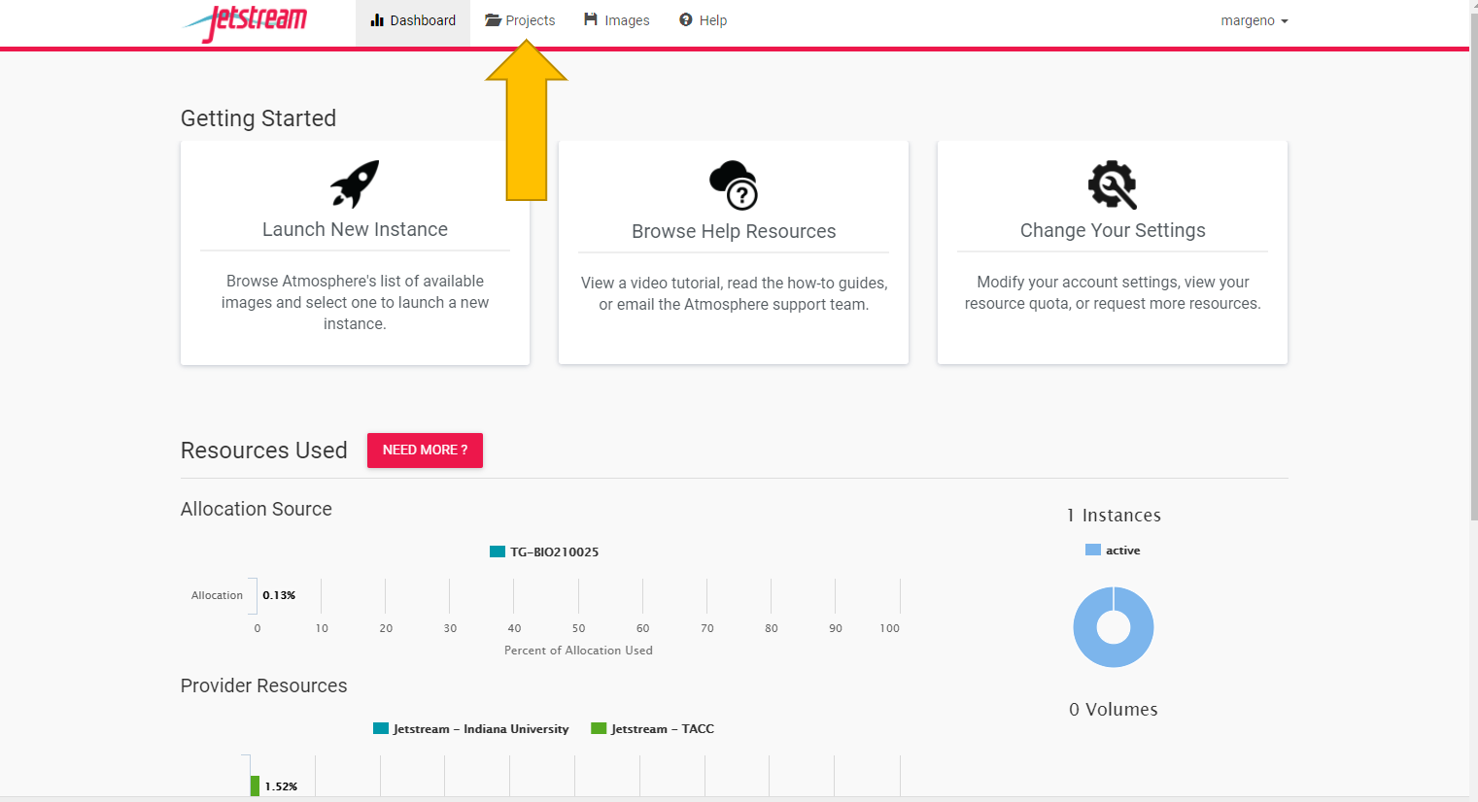 Jetstream
Dashboard
Projects
Images
Help
margeno
Getting Started
Launch New Instance
Browse Atmosphere's list of available
images and select one to launch a new
instance.
Browse Help Resources
View a video tutorial, read the how-to guides,
or email the Atmosphere support team.
Change Your Settings
Modify your account settings, view your
resource quota, or request more resources.
Resources Used
NEED MORE ?
Allocation Source
TG-BIO210025
Allocation
0.13%
0 10 20 30 40 50 60 70 80 90 100
Percent of Allocation Used
1 Instances
active
0 Volumes
Provider Resources
Jetstream - Indiana University
Jetstream - TACC
1.52%